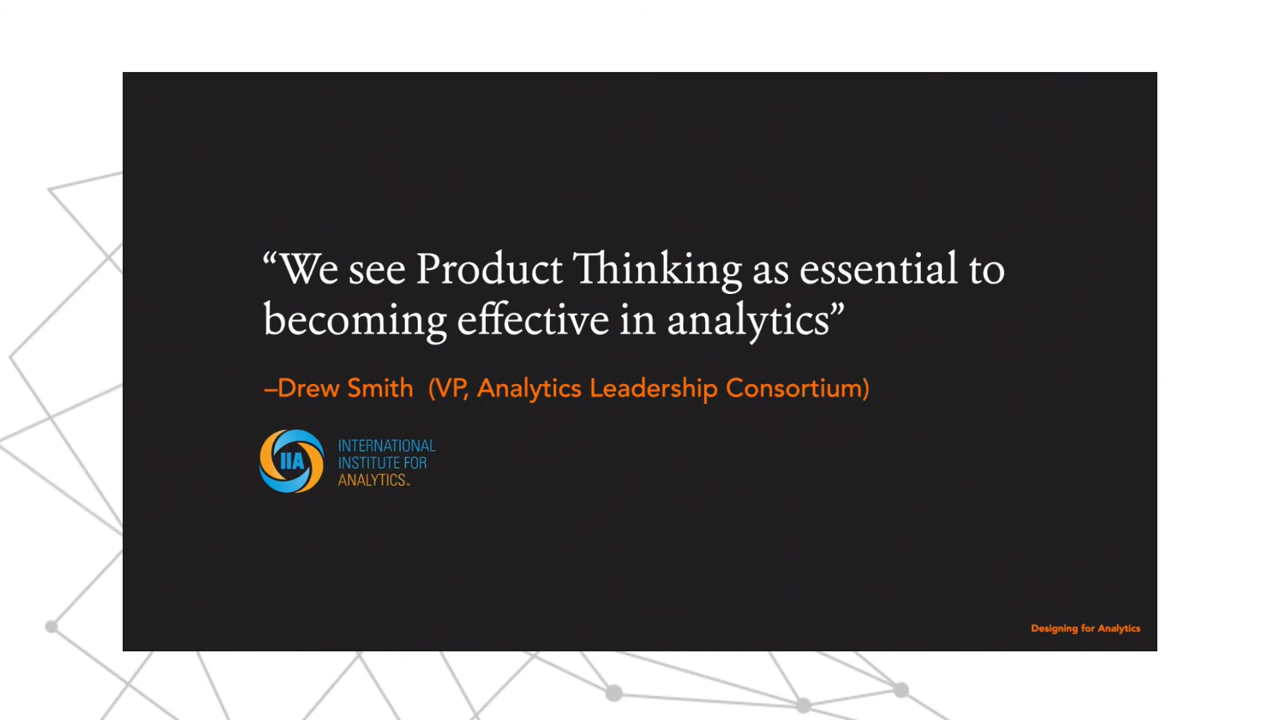 “We see Product Thinking as essential to
becoming effective in analytics”
–Drew Smith (VP, Analytics Leadership Consortium)
IIA
INTERNATIONAL
INSTITUTE FOR
ANALYTICS™
Designing for Analytics